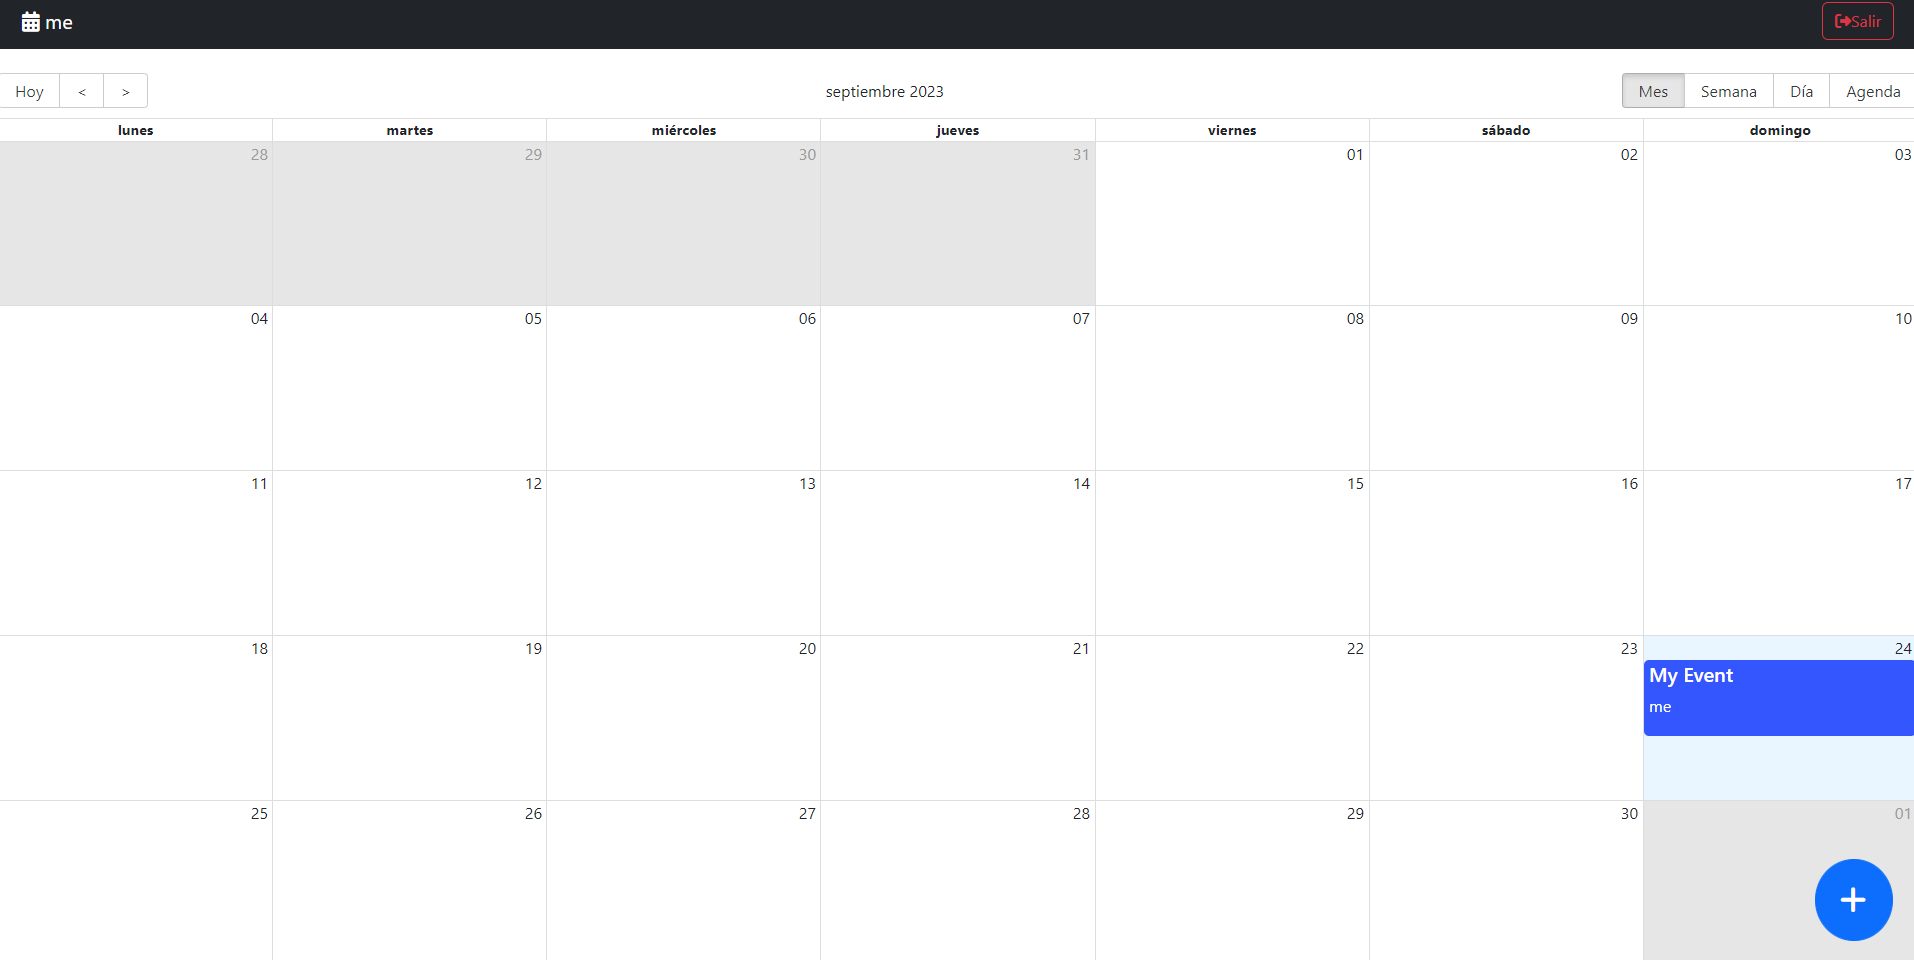 me Salir
Hoy < > septiembre 2023 Mes Semana Día Agenda
lunes martes miércoles jueves viernes sábado domingo
28 29 30 31 01 02 03
04 05 06 07 08 09 10
11 12 13 14 15 16 17
18 19 20 21 22 23 24
My Event
me
25 26 27 28 29 30 01
+